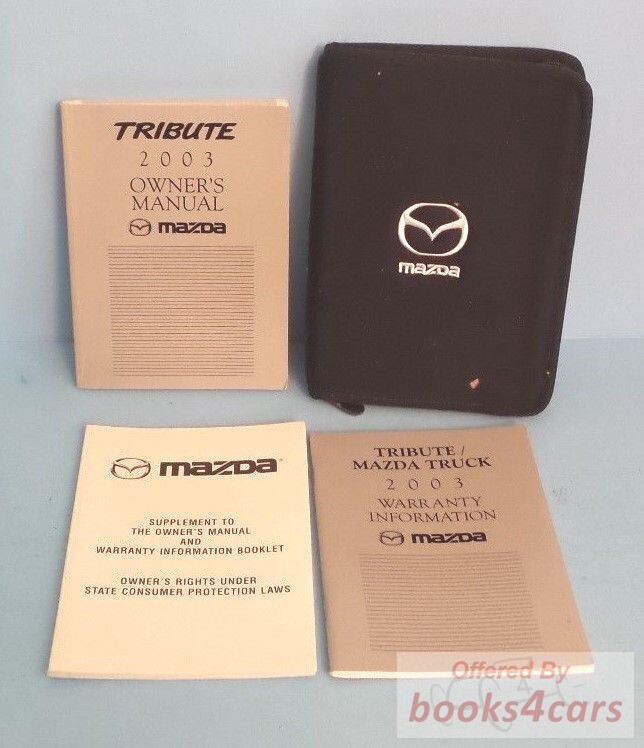 TRIBUTE
2003
OWNER'S
MANUAL
mazda
mazda
mazda
SUPPLEMENT TO
THE OWNER'S MANUAL
AND
WARRANTY INFORMATION BOOKLET
OWNER'S RIGHTS UNDER
STATE CONSUMER PROTECTION LAWS
TRIBUTE /
MAZDA TRUCK
2003
WARRANTY
INFORMATION
mazda
Offered By
books4cars